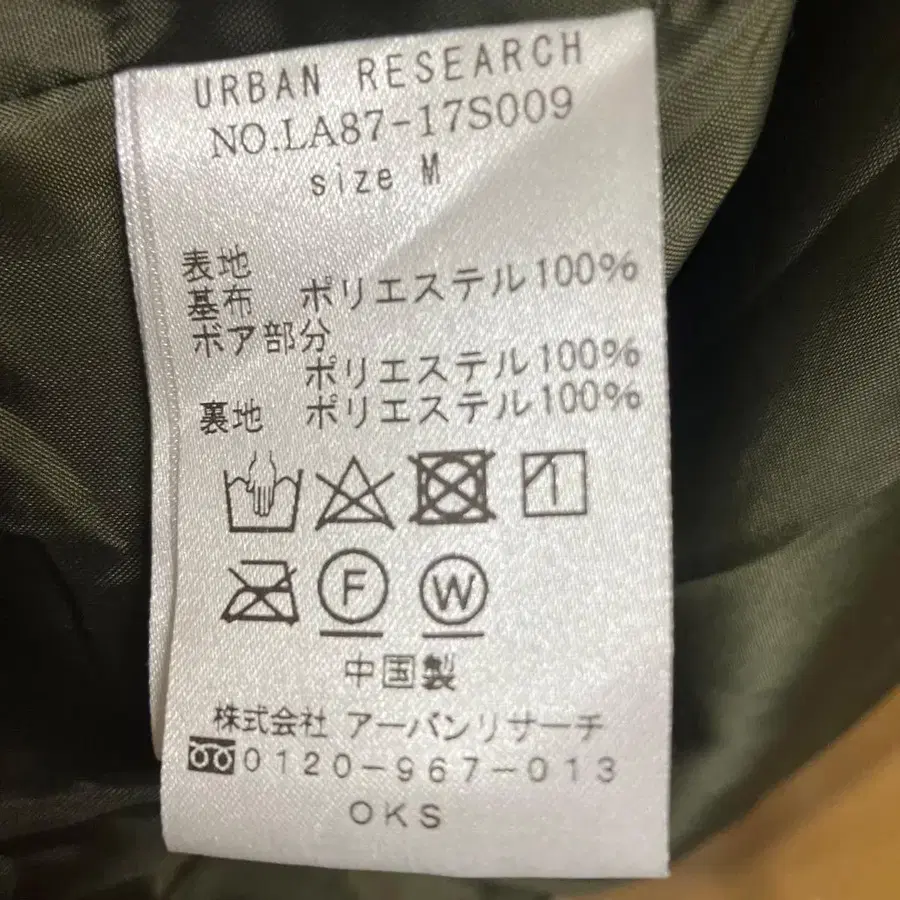 URBAN RESEARCH
NO.LA87-17S009
size M
表地
基布 ポリエステル100%
ボア部分
ポリエステル100%
裏地 ポリエステル100%
F W
中国製
株式会社 アーバンリサーチ
0120-967-013
OKS